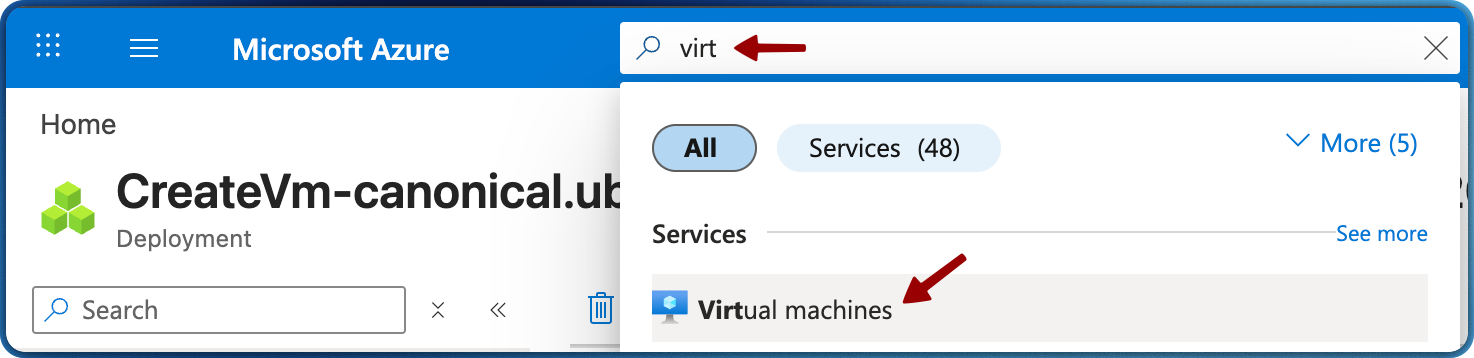 Microsoft Azure
virt
Home
All
Services (48)
More (5)
CreateVm-canonical.ub
Deployment
Services
See more
Search
Virtual machines